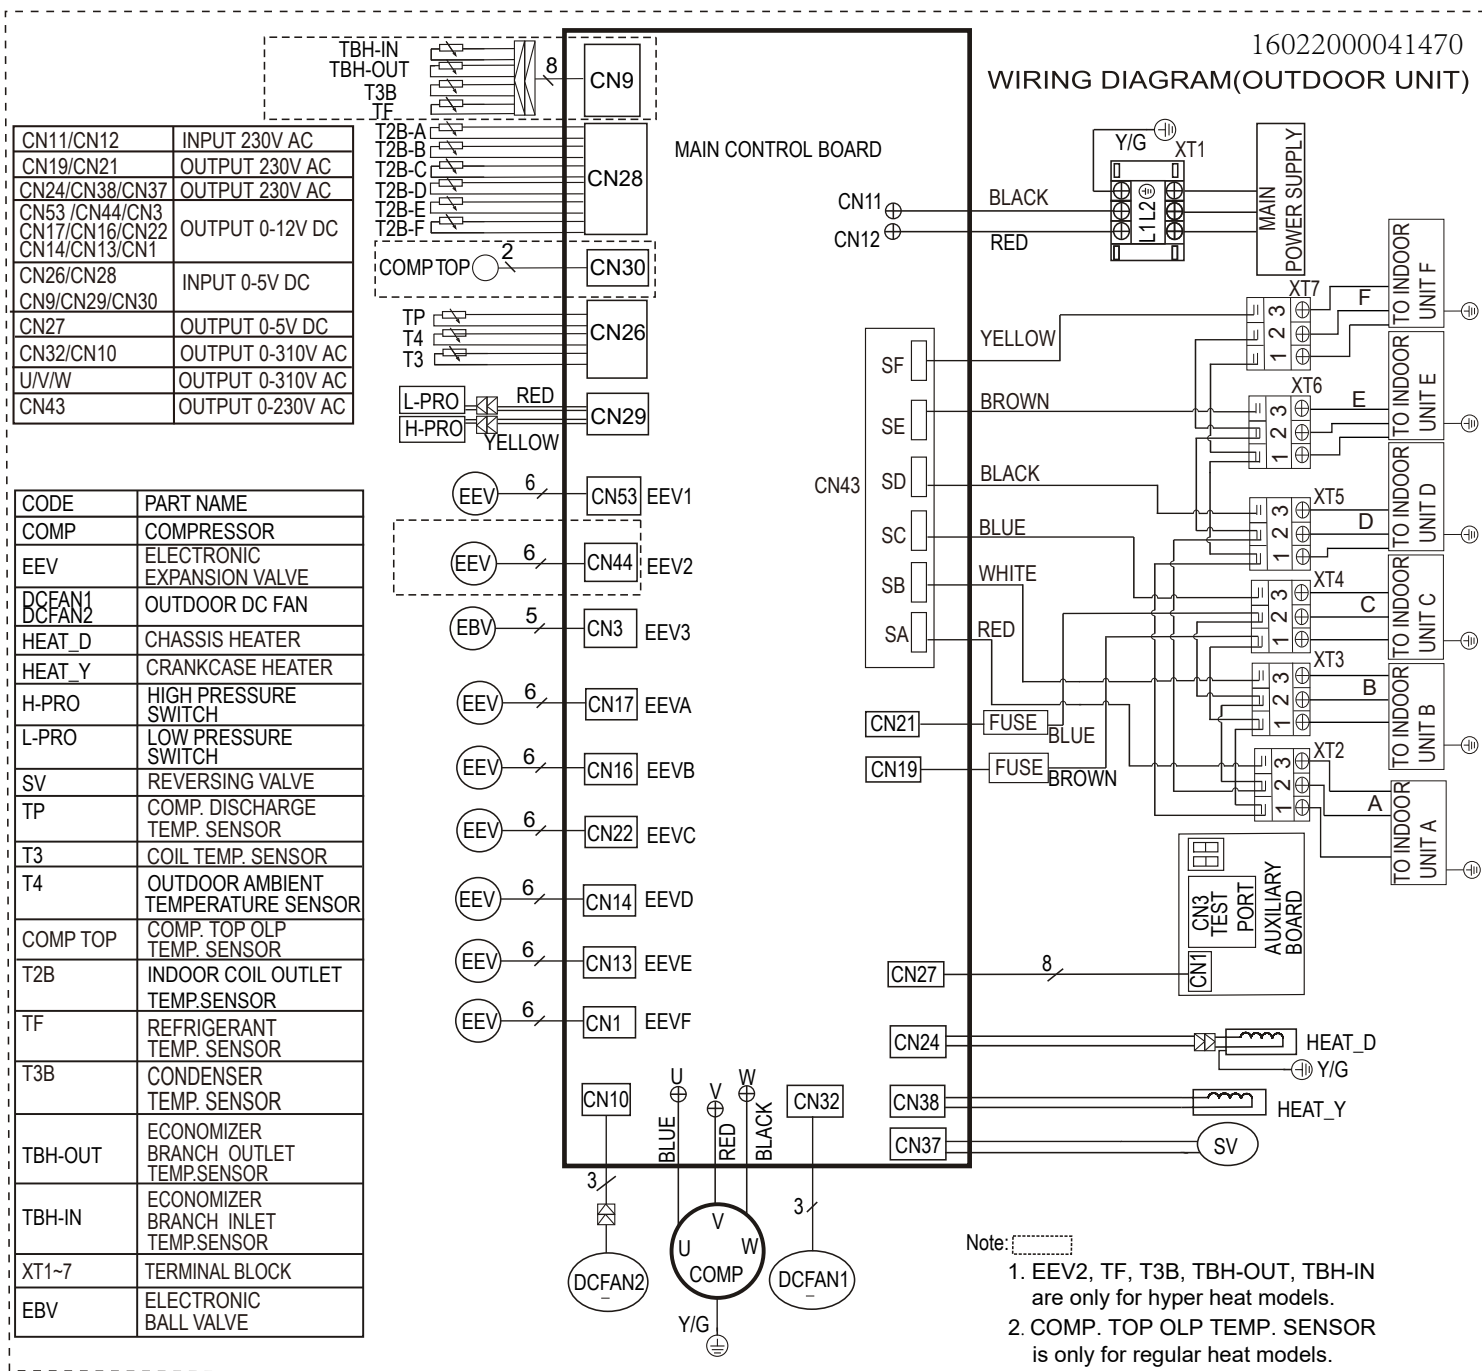 16022000041470
WIRING DIAGRAM(OUTDOOR UNIT)
TBH-IN
TBH-OUT
T3B
TF
8
CN9
T2B-A
T2B-B
T2B-C
T2B-D
T2B-E
T2B-F
CN28
COMP TOP
2
CN30
TP
T4
T3
CN26
L-PRO
RED
H-PRO
YELLOW
CN29
CN11/CN12 INPUT 230V AC
CN19/CN21 OUTPUT 230V AC
CN24/CN38/CN37 OUTPUT 230V AC
CN53 /CN44/CN3
CN17/CN16/CN22 OUTPUT 0-12V DC
CN14/CN13/CN1
CN26/CN28 INPUT 0-5V DC
CN9/CN29/CN30
CN27 OUTPUT 0-5V DC
CN32/CN10 OUTPUT 0-310V AC
U/V/W OUTPUT 0-310V AC
CN43 OUTPUT 0-230V AC
CODE PART NAME
COMP COMPRESSOR
EEV ELECTRONIC
EXPANSION VALVE
DCFAN1
DCFAN2
OUTDOOR DC FAN
HEAT_D CHASSIS HEATER
HEAT_Y CRANKCASE HEATER
H-PRO HIGH PRESSURE
SWITCH
L-PRO LOW PRESSURE
SWITCH
SV REVERSING VALVE
TP COMP. DISCHARGE
TEMP. SENSOR
T3 COIL TEMP. SENSOR
T4 OUTDOOR AMBIENT
TEMPERATURE SENSOR
COMP TOP COMP. TOP OLP
TEMP. SENSOR
T2B INDOOR COIL OUTLET
TEMP.SENSOR
TF REFRIGERANT
TEMP. SENSOR
T3B CONDENSER
TEMP. SENSOR
TBH-OUT ECONOMIZER
BRANCH OUTLET
TEMP.SENSOR
TBH-IN ECONOMIZER
BRANCH INLET
TEMP.SENSOR
XT1~7 TERMINAL BLOCK
EBV ELECTRONIC
BALL VALVE
EEV 6 CN53 EEV1
EEV 6 CN44 EEV2
EBV 5 CN3 EEV3
EEV 6 CN17 EEVA
EEV 6 CN16 EEVB
EEV 6 CN22 EEVC
EEV 6 CN14 EEVD
EEV 6 CN13 EEVE
EEV 6 CN1 EEVF
MAIN CONTROL BOARD
CN11 BLACK
CN12 RED
Y/G
XT1
L1 L2
MAIN
POWER SUPPLY
CN43
SF YELLOW
SE BROWN
SD BLACK
SC BLUE
SB WHITE
SA RED
XT7
1 2 3
F
TO INDOOR
UNIT F
XT6
1 2 3
E
TO INDOOR
UNIT E
XT5
1 2 3
D
TO INDOOR
UNIT D
XT4
1 2 3
C
TO INDOOR
UNIT C
XT3
1 2 3
B
TO INDOOR
UNIT B
XT2
1 2 3
A
TO INDOOR
UNIT A
CN21 FUSE BLUE
CN19 FUSE BROWN
CN3
TEST
PORT
AUXILIARY
BOARD
CN1
CN27 8
CN24 HEAT_D
Y/G
CN38 HEAT_Y
CN37 SV
CN10
3
DCFAN2
U V W
BLUE
RED
BLACK
U V W
COMP
Y/G
CN32
3
DCFAN1
Note:
1. EEV2, TF, T3B, TBH-OUT, TBH-IN
are only for hyper heat models.
2. COMP. TOP OLP TEMP. SENSOR
is only for regular heat models.